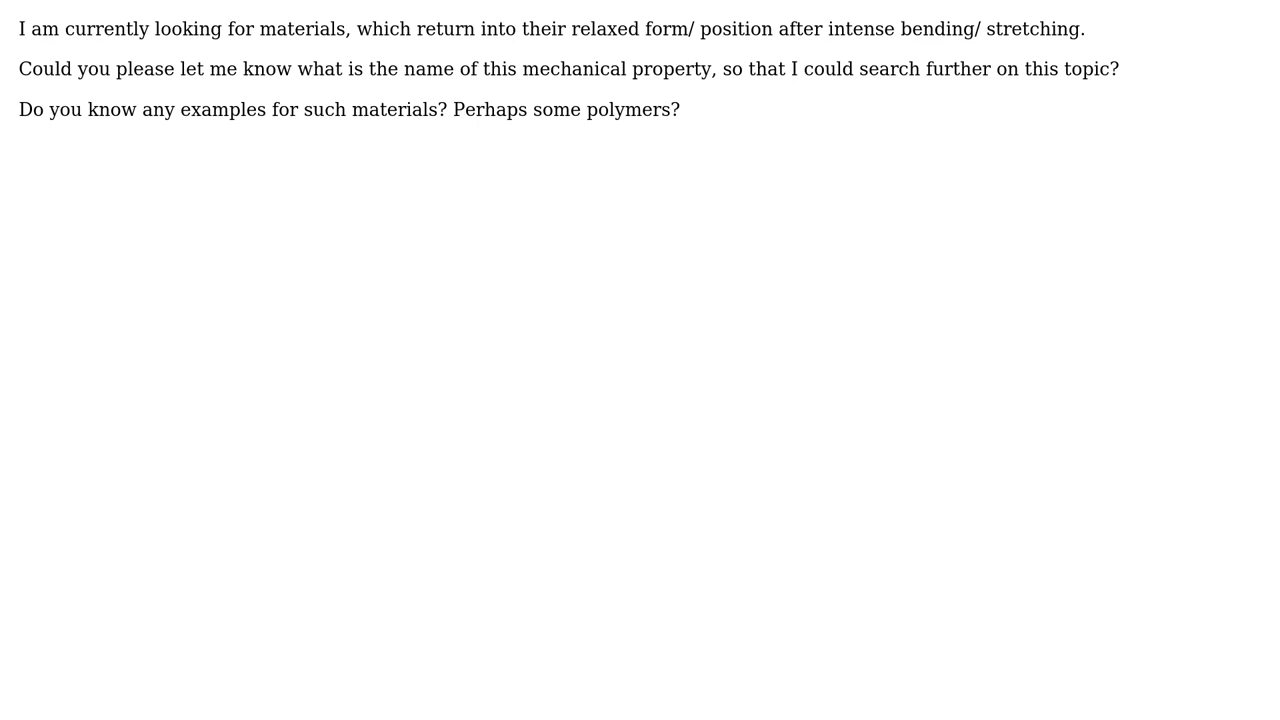 I am currently looking for materials, which return into their relaxed form/ position after intense bending/ stretching.
Could you please let me know what is the name of this mechanical property, so that I could search further on this topic?
Do you know any examples for such materials? Perhaps some polymers?